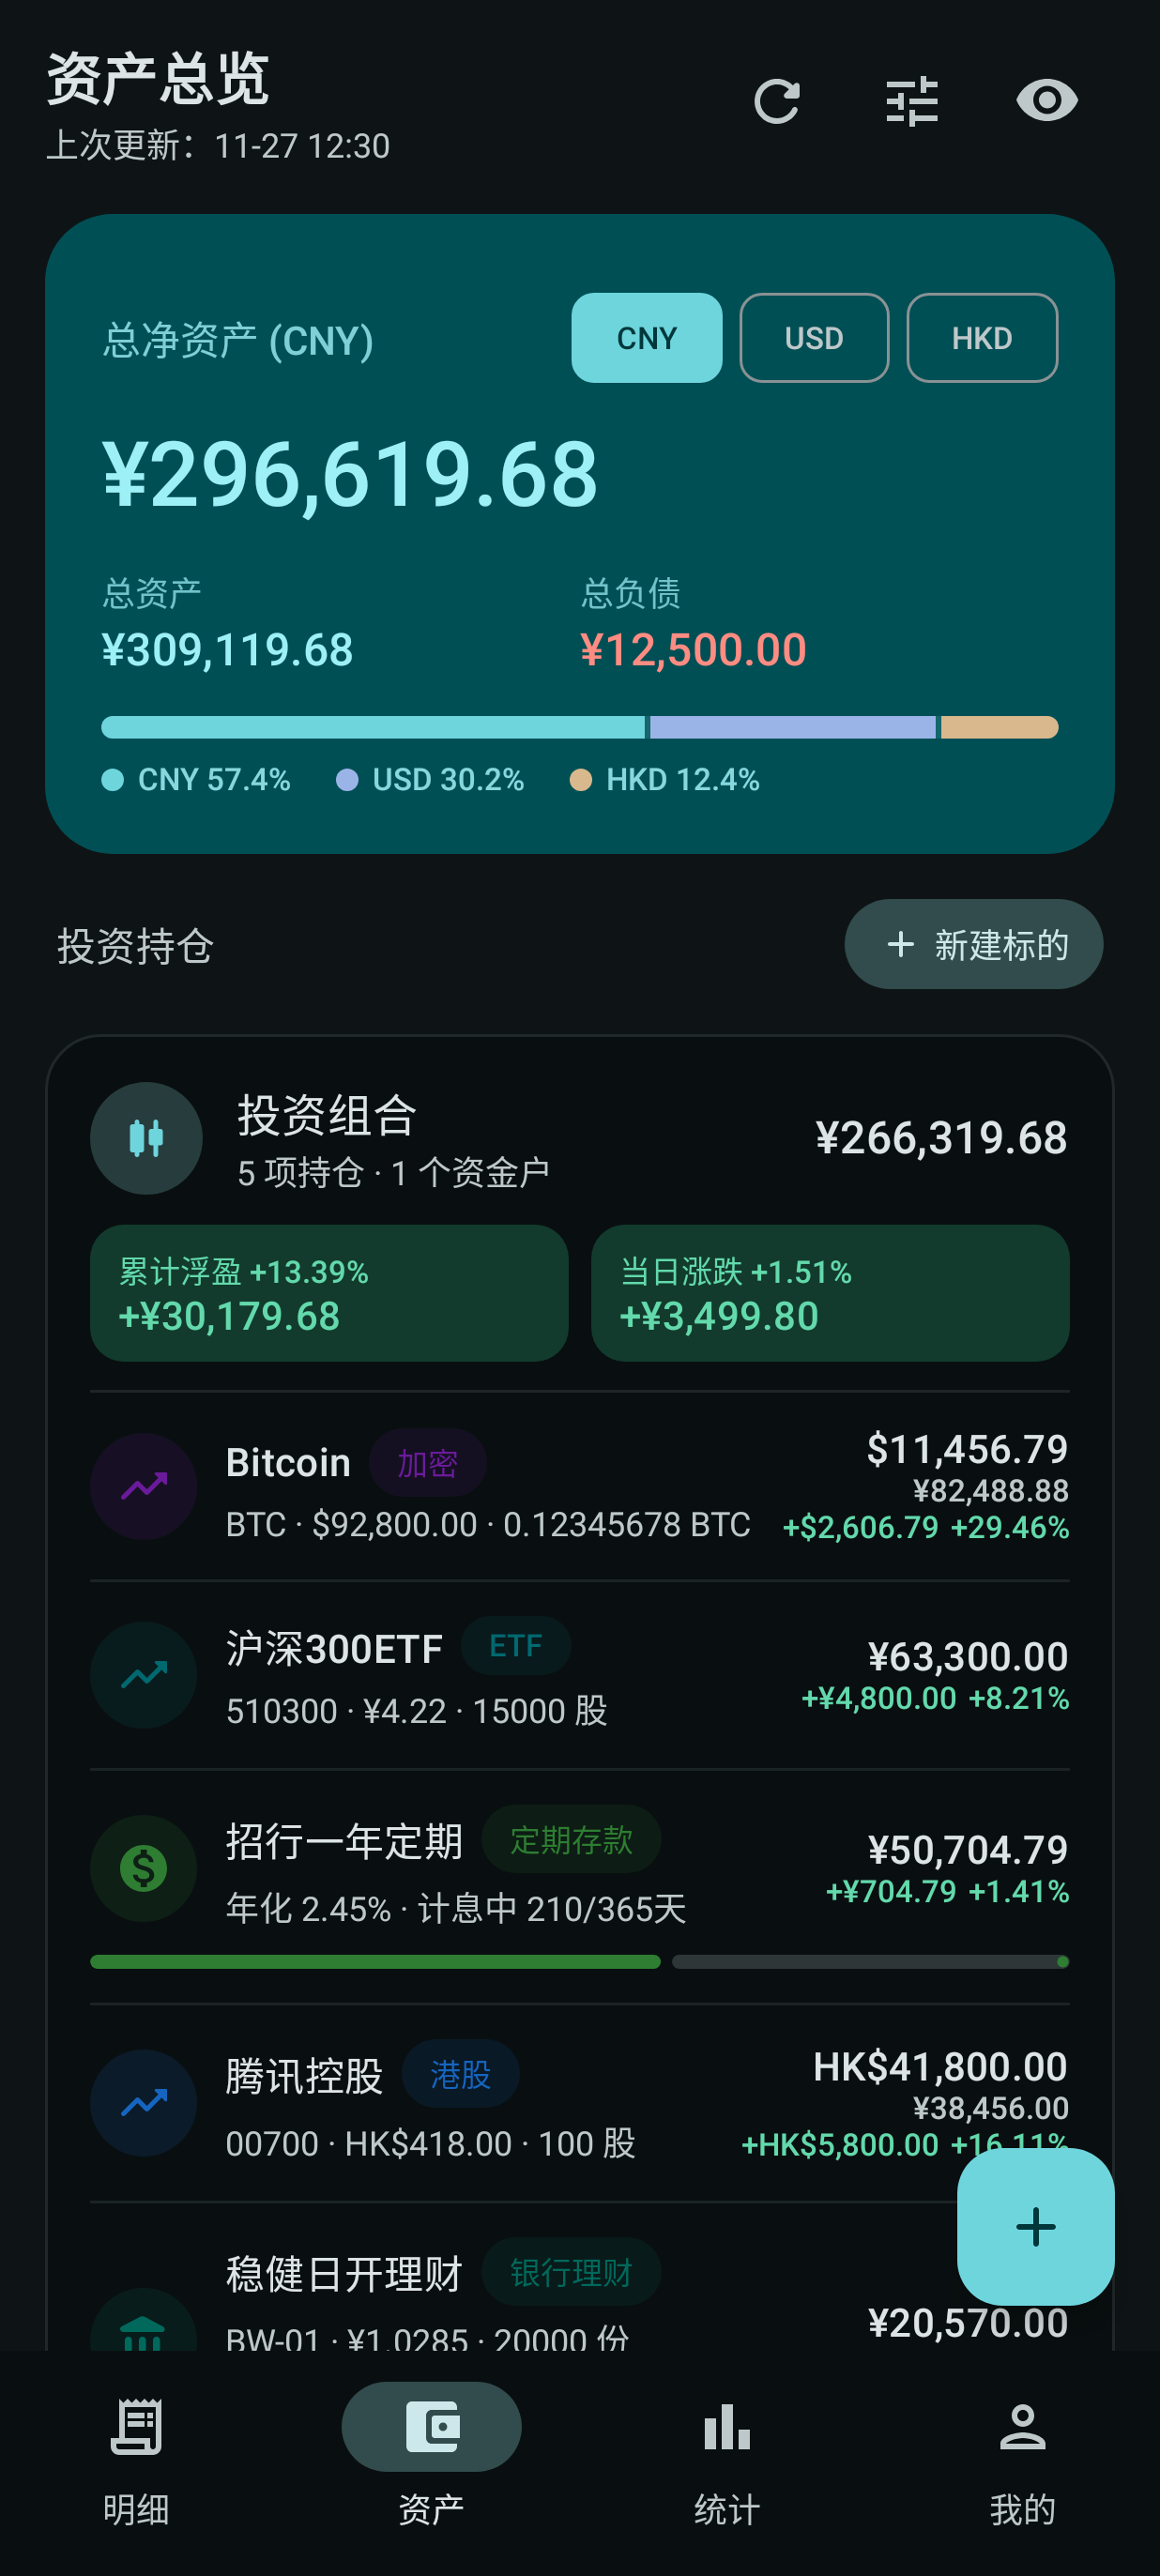 资产总览
上次更新：11-27 12:30
总净资产 (CNY)
CNY
USD
HKD
¥296,619.68
总资产
总负债
¥309,119.68
¥12,500.00
CNY 57.4%
USD 30.2%
HKD 12.4%
投资持仓
新建标的
投资组合
5 项持仓 · 1 个资金户
¥266,319.68
累计浮盈 +13.39%
+¥30,179.68
当日涨跌 +1.51%
+¥3,499.80
Bitcoin
加密
BTC · $92,800.00 · 0.12345678 BTC
$11,456.79
¥82,488.88
+$2,606.79 +29.46%
沪深300ETF
ETF
510300 · ¥4.22 · 15000 股
¥63,300.00
+¥4,800.00 +8.21%
招行一年定期
定期存款
年化 2.45% · 计息中 210/365天
¥50,704.79
+¥704.79 +1.41%
腾讯控股
港股
00700 · HK$418.00 · 100 股
HK$41,800.00
¥38,456.00
+HK$5,800.00 +16.11%
稳健日开理财
银行理财
BW-01 · ¥1.0285 · 20000 份
¥20,570.00
明细
资产
统计
我的